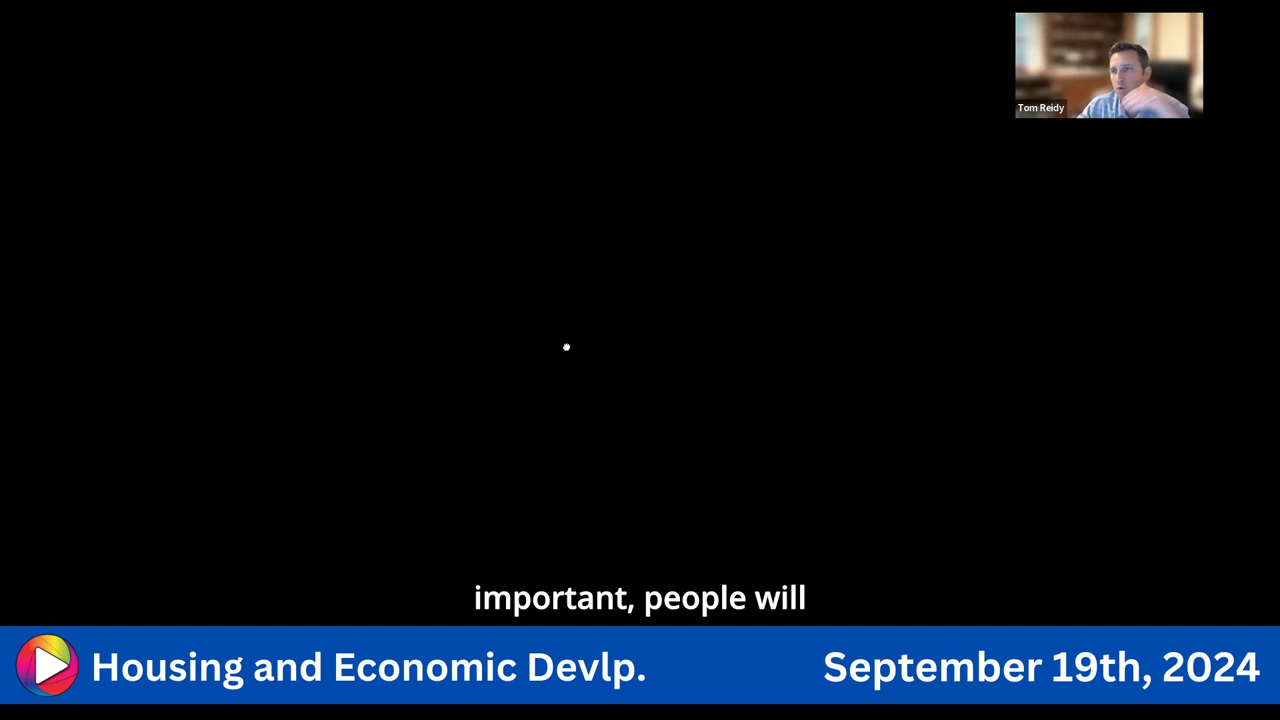 Tom Reidy
important, people will
Housing and Economic Devlp.
September 19th, 2024